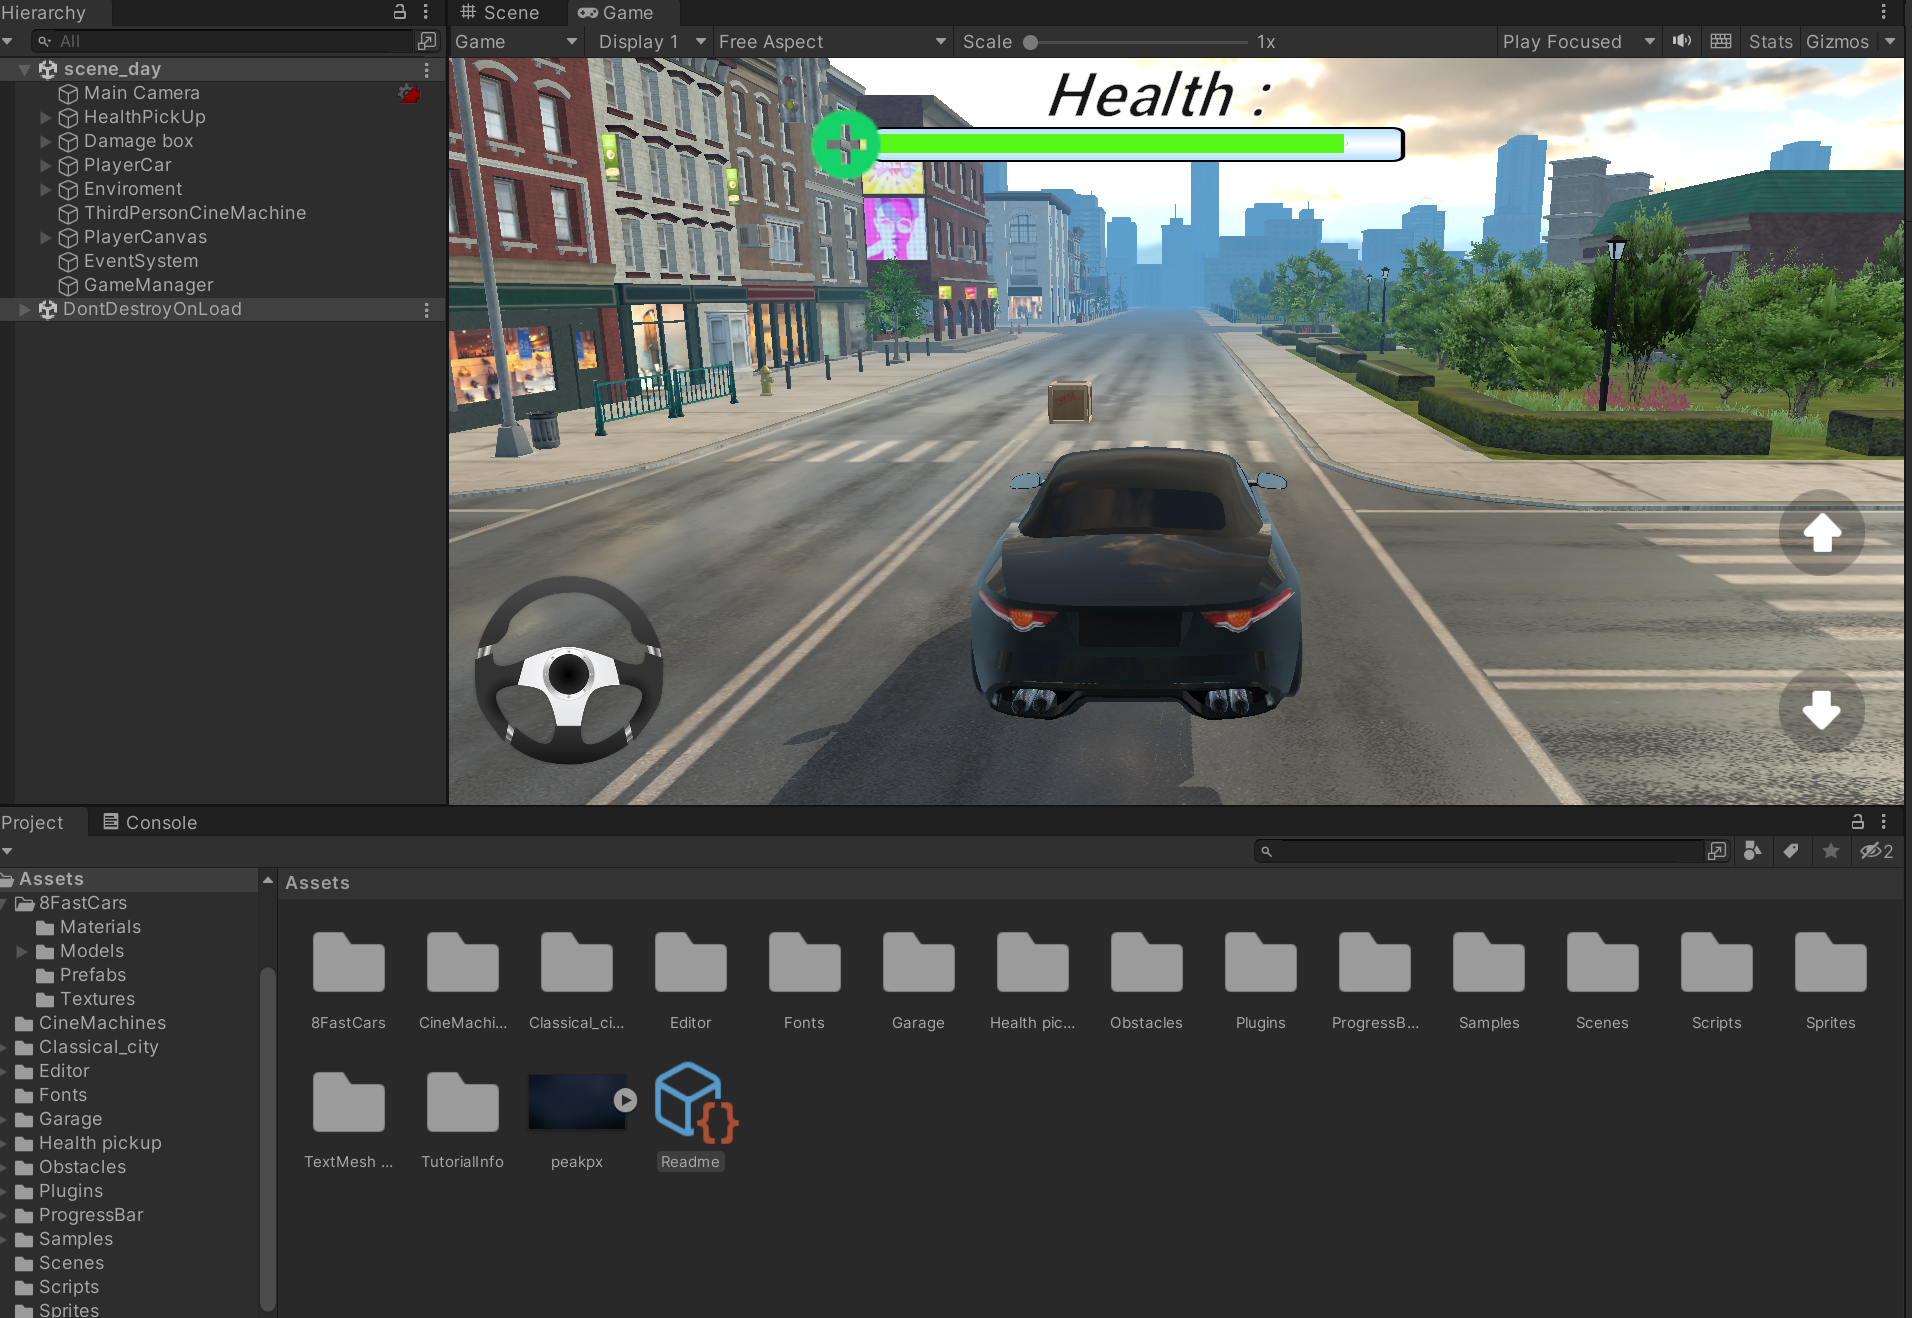 Hierarchy
All
scene_day
Main Camera
HealthPickUp
Damage box
PlayerCar
Enviroment
ThirdPersonCineMachine
PlayerCanvas
EventSystem
GameManager
DontDestroyOnLoad
Scene
Game
Game
Display 1
Free Aspect
Scale
1x
Play Focused
Stats
Gizmos
Health :
Project
Console
2
Assets
8FastCars
Materials
Models
Prefabs
Textures
CineMachines
Classical_city
Editor
Fonts
Garage
Health pickup
Obstacles
Plugins
ProgressBar
Samples
Scenes
Scripts
Sprites
Assets
8FastCars
CineMachi...
Classical_ci...
Editor
Fonts
Garage
Health pic...
Obstacles
Plugins
ProgressB...
Samples
Scenes
Scripts
Sprites
TextMesh ...
TutorialInfo
peakpx
Readme